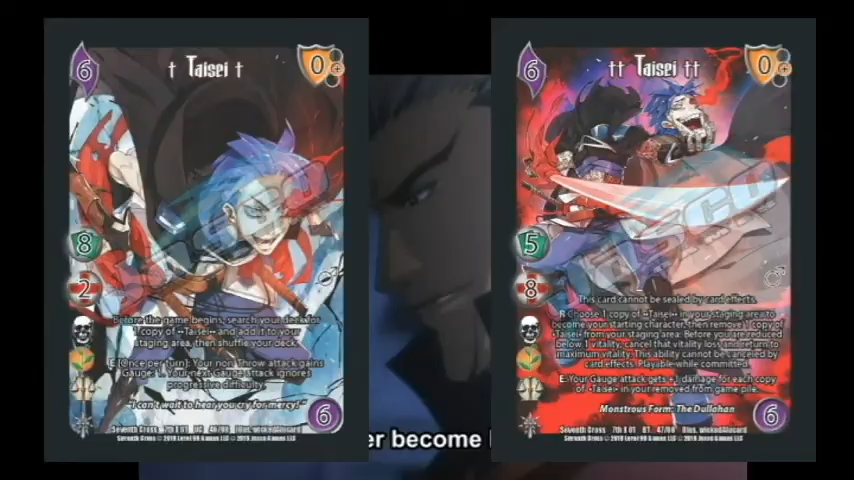 6
† Taisei †
0
+
8
2
Before the game begins, search your deck for
1 copy of ••Taisei•• and add it to your
staging area, then shuffle your deck.
E [Once per turn]: Your non Throw attack gains
Gauge:1. Your next Gauge attack ignores
progressive difficulty.
"I can't wait to hear you cry for mercy!"
6
Seventh Cross
er become
6
†† Taisei ††
0
+
5
8
This card cannot be sealed by card effects.
R Choose 1 copy of ••Taisei•• in your staging area to
become your starting character, then remove 1 copy of
Taisei from your staging area: Before you are reduced
below 1 vitality, cancel that vitality loss and return to
maximum vitality. This ability cannot be canceled by
card effects. Playable while committed.
E: Your Gauge attack gets +1 damage for each copy
of ••Taisei•• in your removed from game pile.
Monstrous Form: The Dullohan
6
Seventh Cross